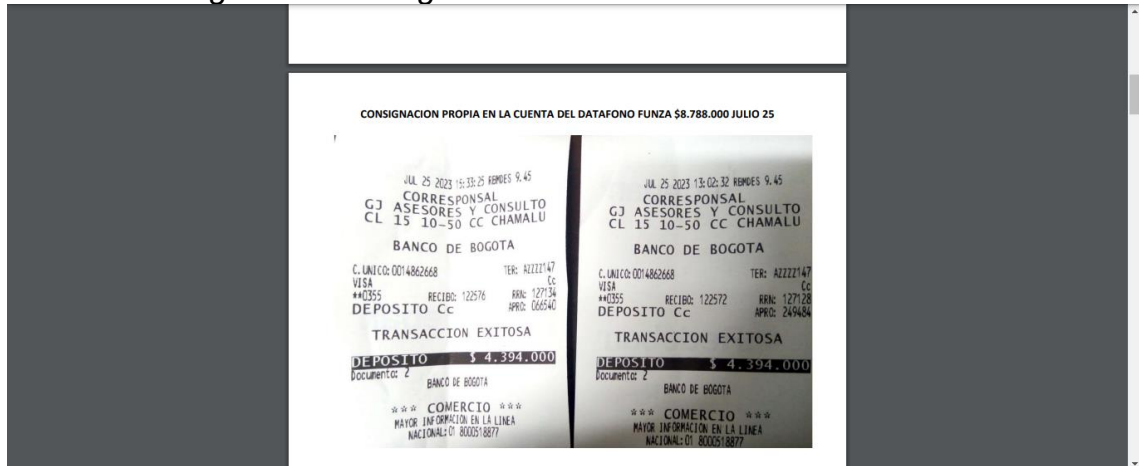 CONSIGNACION PROPIA EN LA CUENTA DEL DATAFONO FUNZA $8.788.000 JULIO 25
JUL 25 2023 15:33:25 RBMDES 9.45
CORRESPONSAL
GJ ASESORES Y CONSULTO
CL 15 10-50 CC CHAMALU
BANCO DE BOGOTA
C. UNICO: 0014862668 TER: AZZZZ147
VISA Cc
**0355 RECIBO: 122576 RRN: 127134
DEPOSITO Cc APRO: 066540
TRANSACCION EXITOSA
DEPOSITO $ 4.394.000
Documento: 2
BANCO DE BOGOTA
*** COMERCIO ***
MAYOR INFORMACION EN LA LINEA
NACIONAL: 01 8000518877
JUL 25 2023 13:02:32 RBMDES 9.45
CORRESPONSAL
GJ ASESORES Y CONSULTO
CL 15 10-50 CC CHAMALU
BANCO DE BOGOTA
C. UNICO: 0014862668 TER: AZZZZ147
VISA Cc
**0355 RECIBO: 122572 RRN: 127128
DEPOSITO Cc APRO: 249484
TRANSACCION EXITOSA
DEPOSITO $ 4.394.000
Documento: 2
BANCO DE BOGOTA
*** COMERCIO ***
MAYOR INFORMACION EN LA LINEA
NACIONAL: 01 8000518877